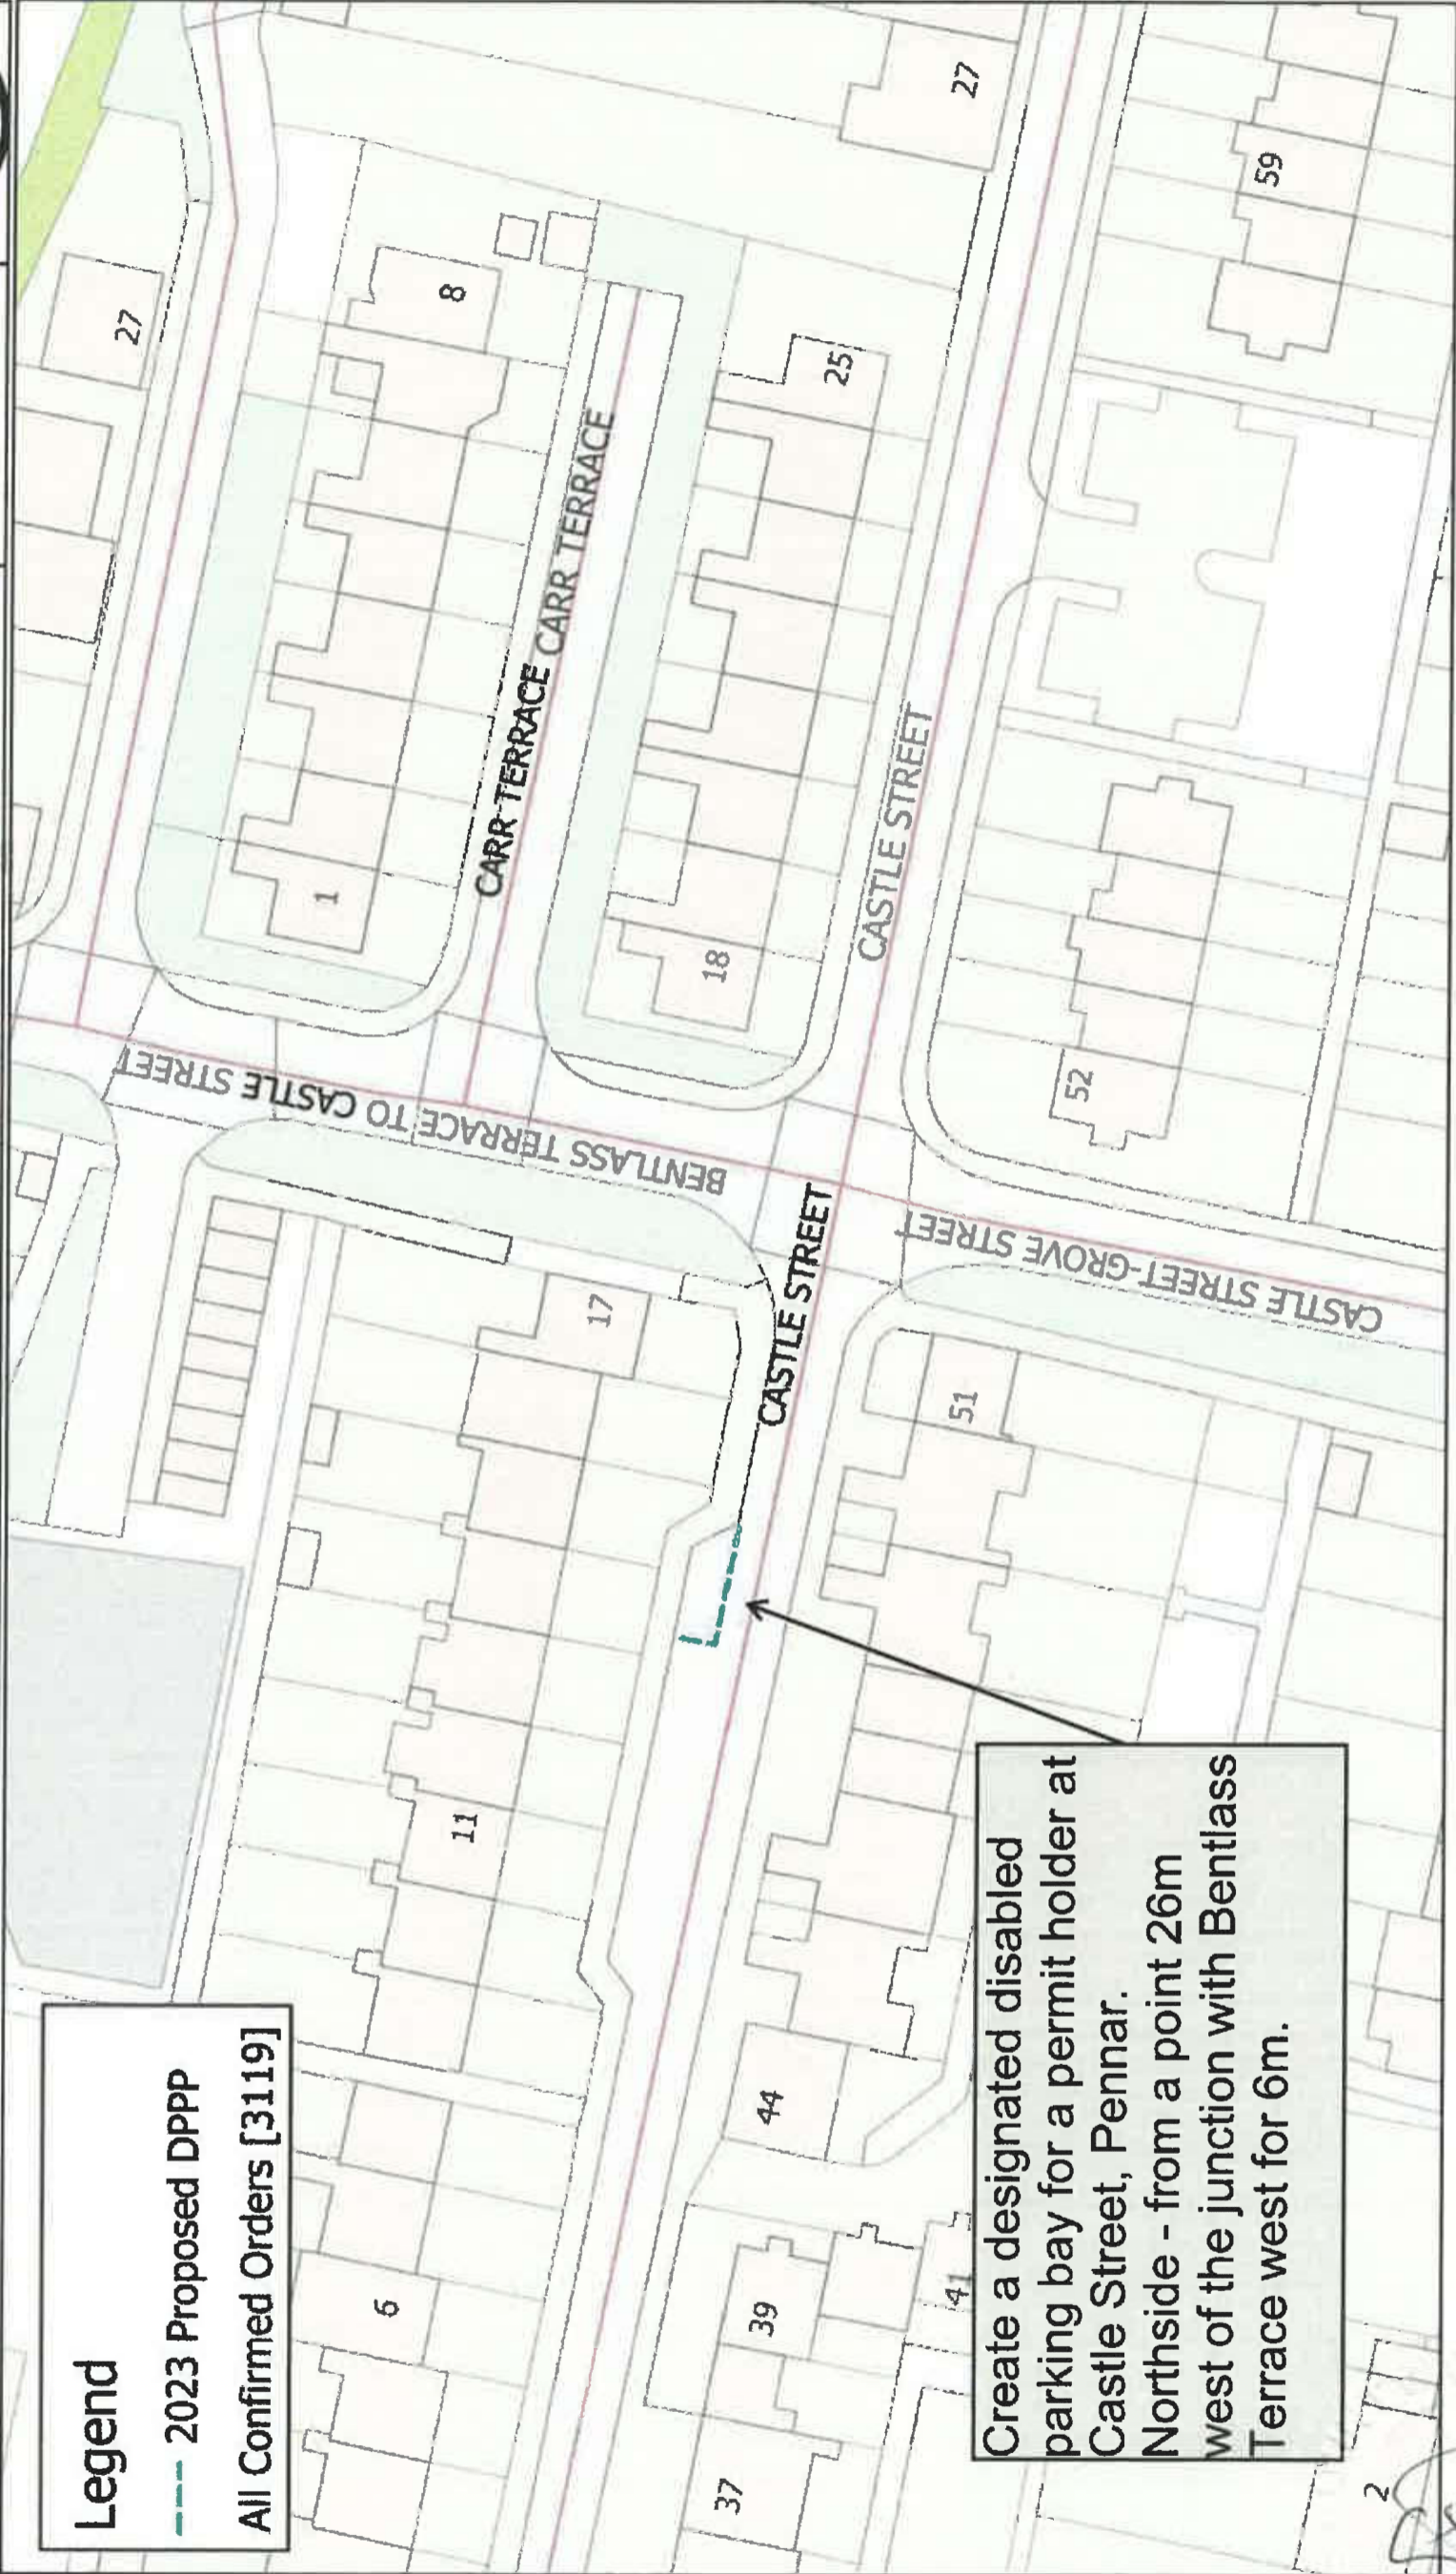 Legend
2023 Proposed DPPP
All Confirmed Orders [3119]
Create a designated disabled
parking bay for a permit holder at
Castle Street, Pennar.
Northside - from a point 26m
west of the junction with Bentlass
Terrace west for 6m.
27
27
8
1
CARR TERRACE
CARR TERRACE
25
18
59
CASTLE STREET
52
BENTLASS TERRACE TO CASTLE STREET
CASTLE STREET
CASTLE STREET-GROVE STREET
17
51
11
44
6
39
41
37
2